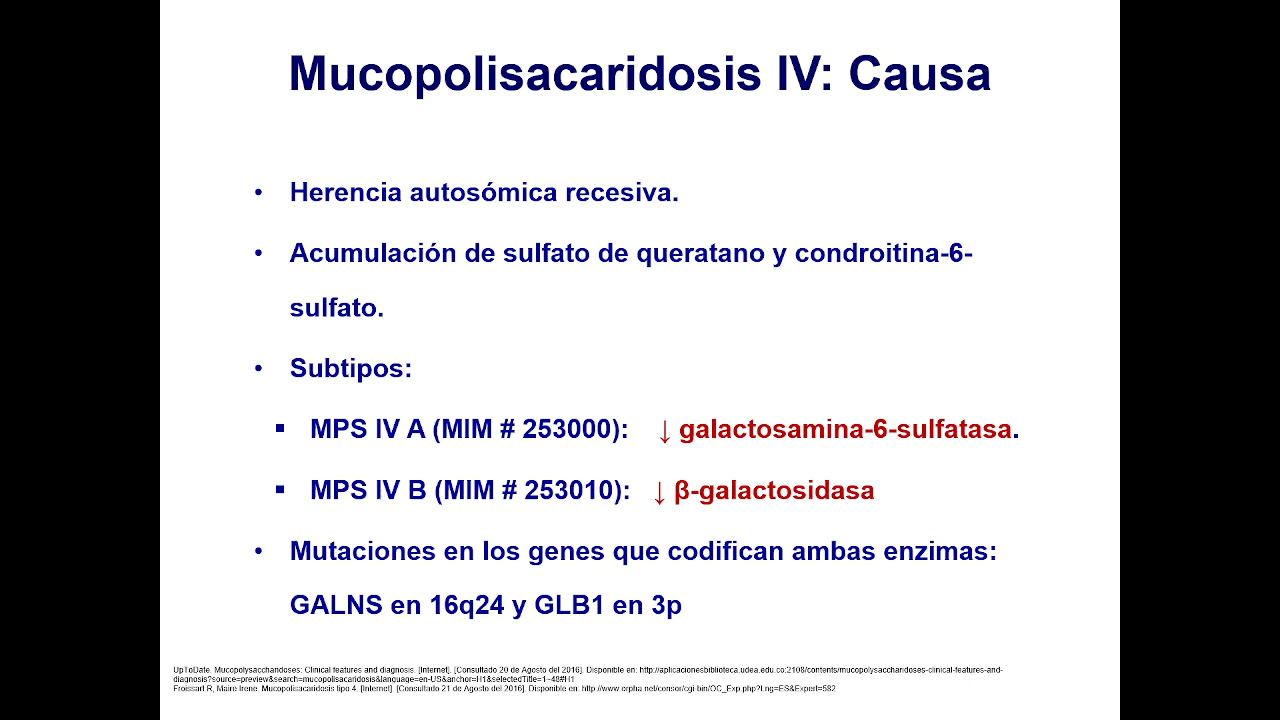 Mucopolisacaridosis IV: Causa
• Herencia autosómica recesiva.
• Acumulación de sulfato de queratano y condroitina-6-
sulfato.
• Subtipos:
▪ MPS IV A (MIM # 253000): ↓ galactosamina-6-sulfatasa.
▪ MPS IV B (MIM # 253010): ↓ β-galactosidasa
• Mutaciones en los genes que codifican ambas enzimas:
GALNS en 16q24 y GLB1 en 3p
UpToDate. Mucopolysaccharidoses: Clinical features and diagnosis. [Internet]. [Consultado 20 de Agosto del 2016]. Disponible en: http://aplicacionesbiblioteca.udea.edu.co:2108/contents/mucopolysaccharidoses-clinical-features-and-
diagnosis?source=preview&search=mucopolisacaridosis&language=en-US&anchor=H1&selectedTitle=1~48#H1
Froissart R, Maire Irene. Mucopolisacaridosis tipo 4. [Internet]. [Consultado 21 de Agosto del 2016]. Disponible en: http://www.orpha.net/consor/cgi-bin/OC_Exp.php?Lng=ES&Expert=582